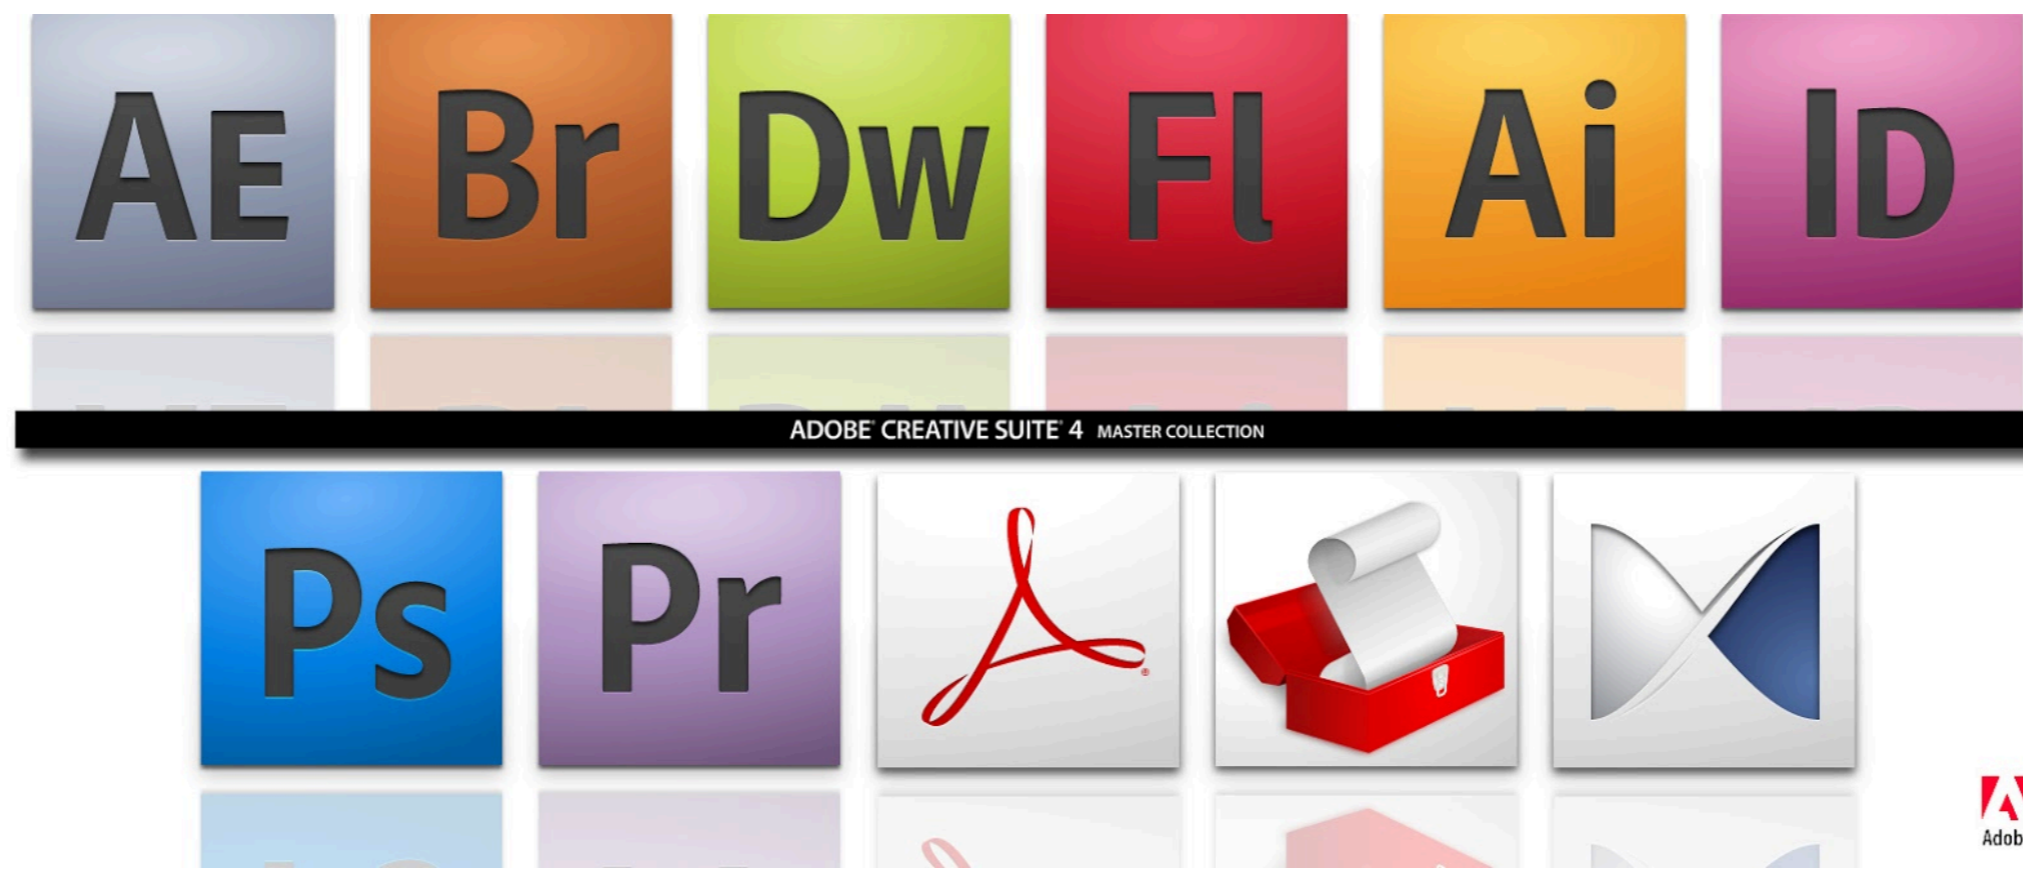 AE Br Dw Fl Ai ID
ADOBE® CREATIVE SUITE® 4 MASTER COLLECTION
Ps Pr
®
Adob